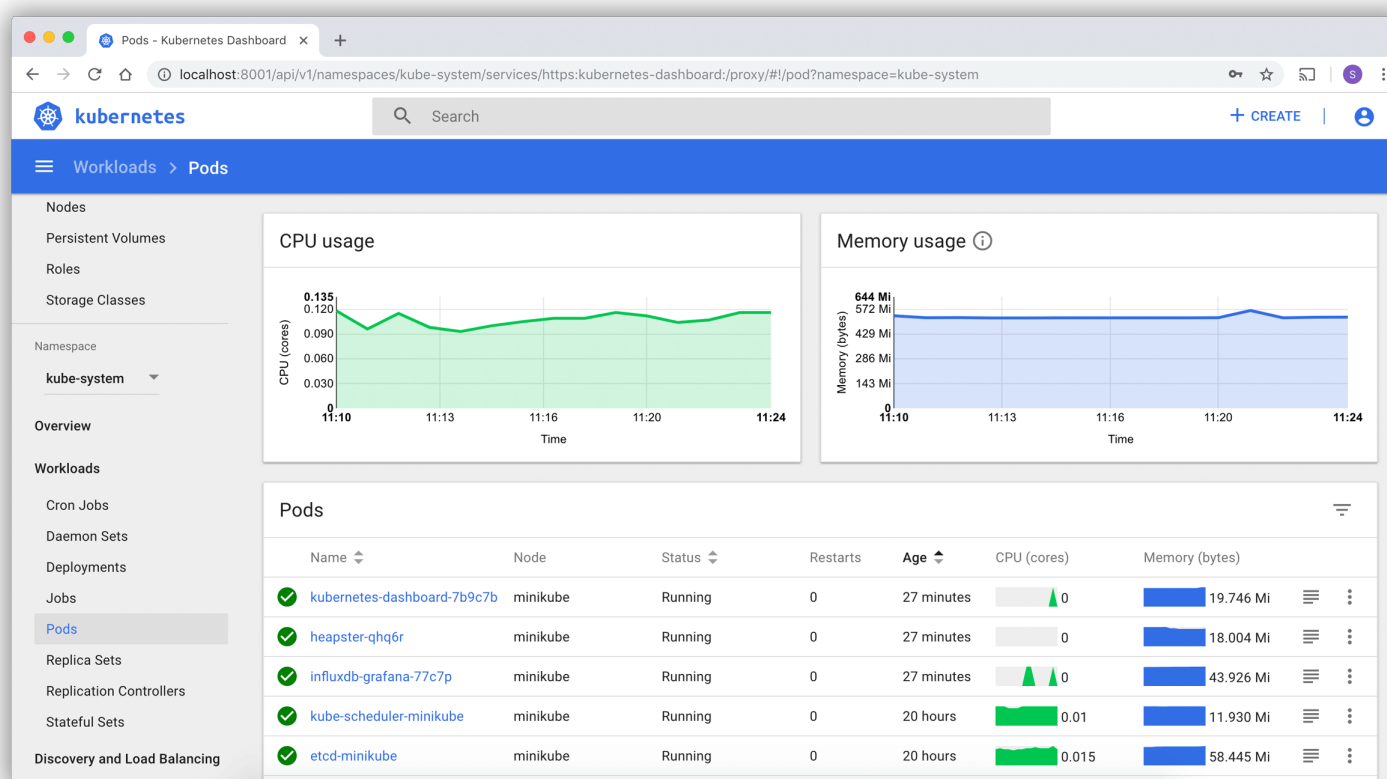 Pods - Kubernetes Dashboard
localhost:8001/api/v1/namespaces/kube-system/services/https:kubernetes-dashboard:/proxy/#!/pod?namespace=kube-system
S
kubernetes
Search
+ CREATE
Workloads > Pods
Nodes
Persistent Volumes
Roles
Storage Classes
Namespace
kube-system
Overview
Workloads
Cron Jobs
Daemon Sets
Deployments
Jobs
Pods
Replica Sets
Replication Controllers
Stateful Sets
Discovery and Load Balancing
CPU usage
CPU (cores)
0.135
0.120
0.090
0.060
0.030
0
11:10 11:13 11:16 11:20 11:24
Time
Memory usage
Memory (bytes)
644 Mi
572 Mi
429 Mi
286 Mi
143 Mi
0
11:10 11:13 11:16 11:20 11:24
Time
Pods
Name Node Status Restarts Age CPU (cores) Memory (bytes)
kubernetes-dashboard-7b9c7b minikube Running 0 27 minutes 0 19.746 Mi
heapster-qhq6r minikube Running 0 27 minutes 0 18.004 Mi
influxdb-grafana-77c7p minikube Running 0 27 minutes 0 43.926 Mi
kube-scheduler-minikube minikube Running 0 20 hours 0.01 11.930 Mi
etcd-minikube minikube Running 0 20 hours 0.015 58.445 Mi